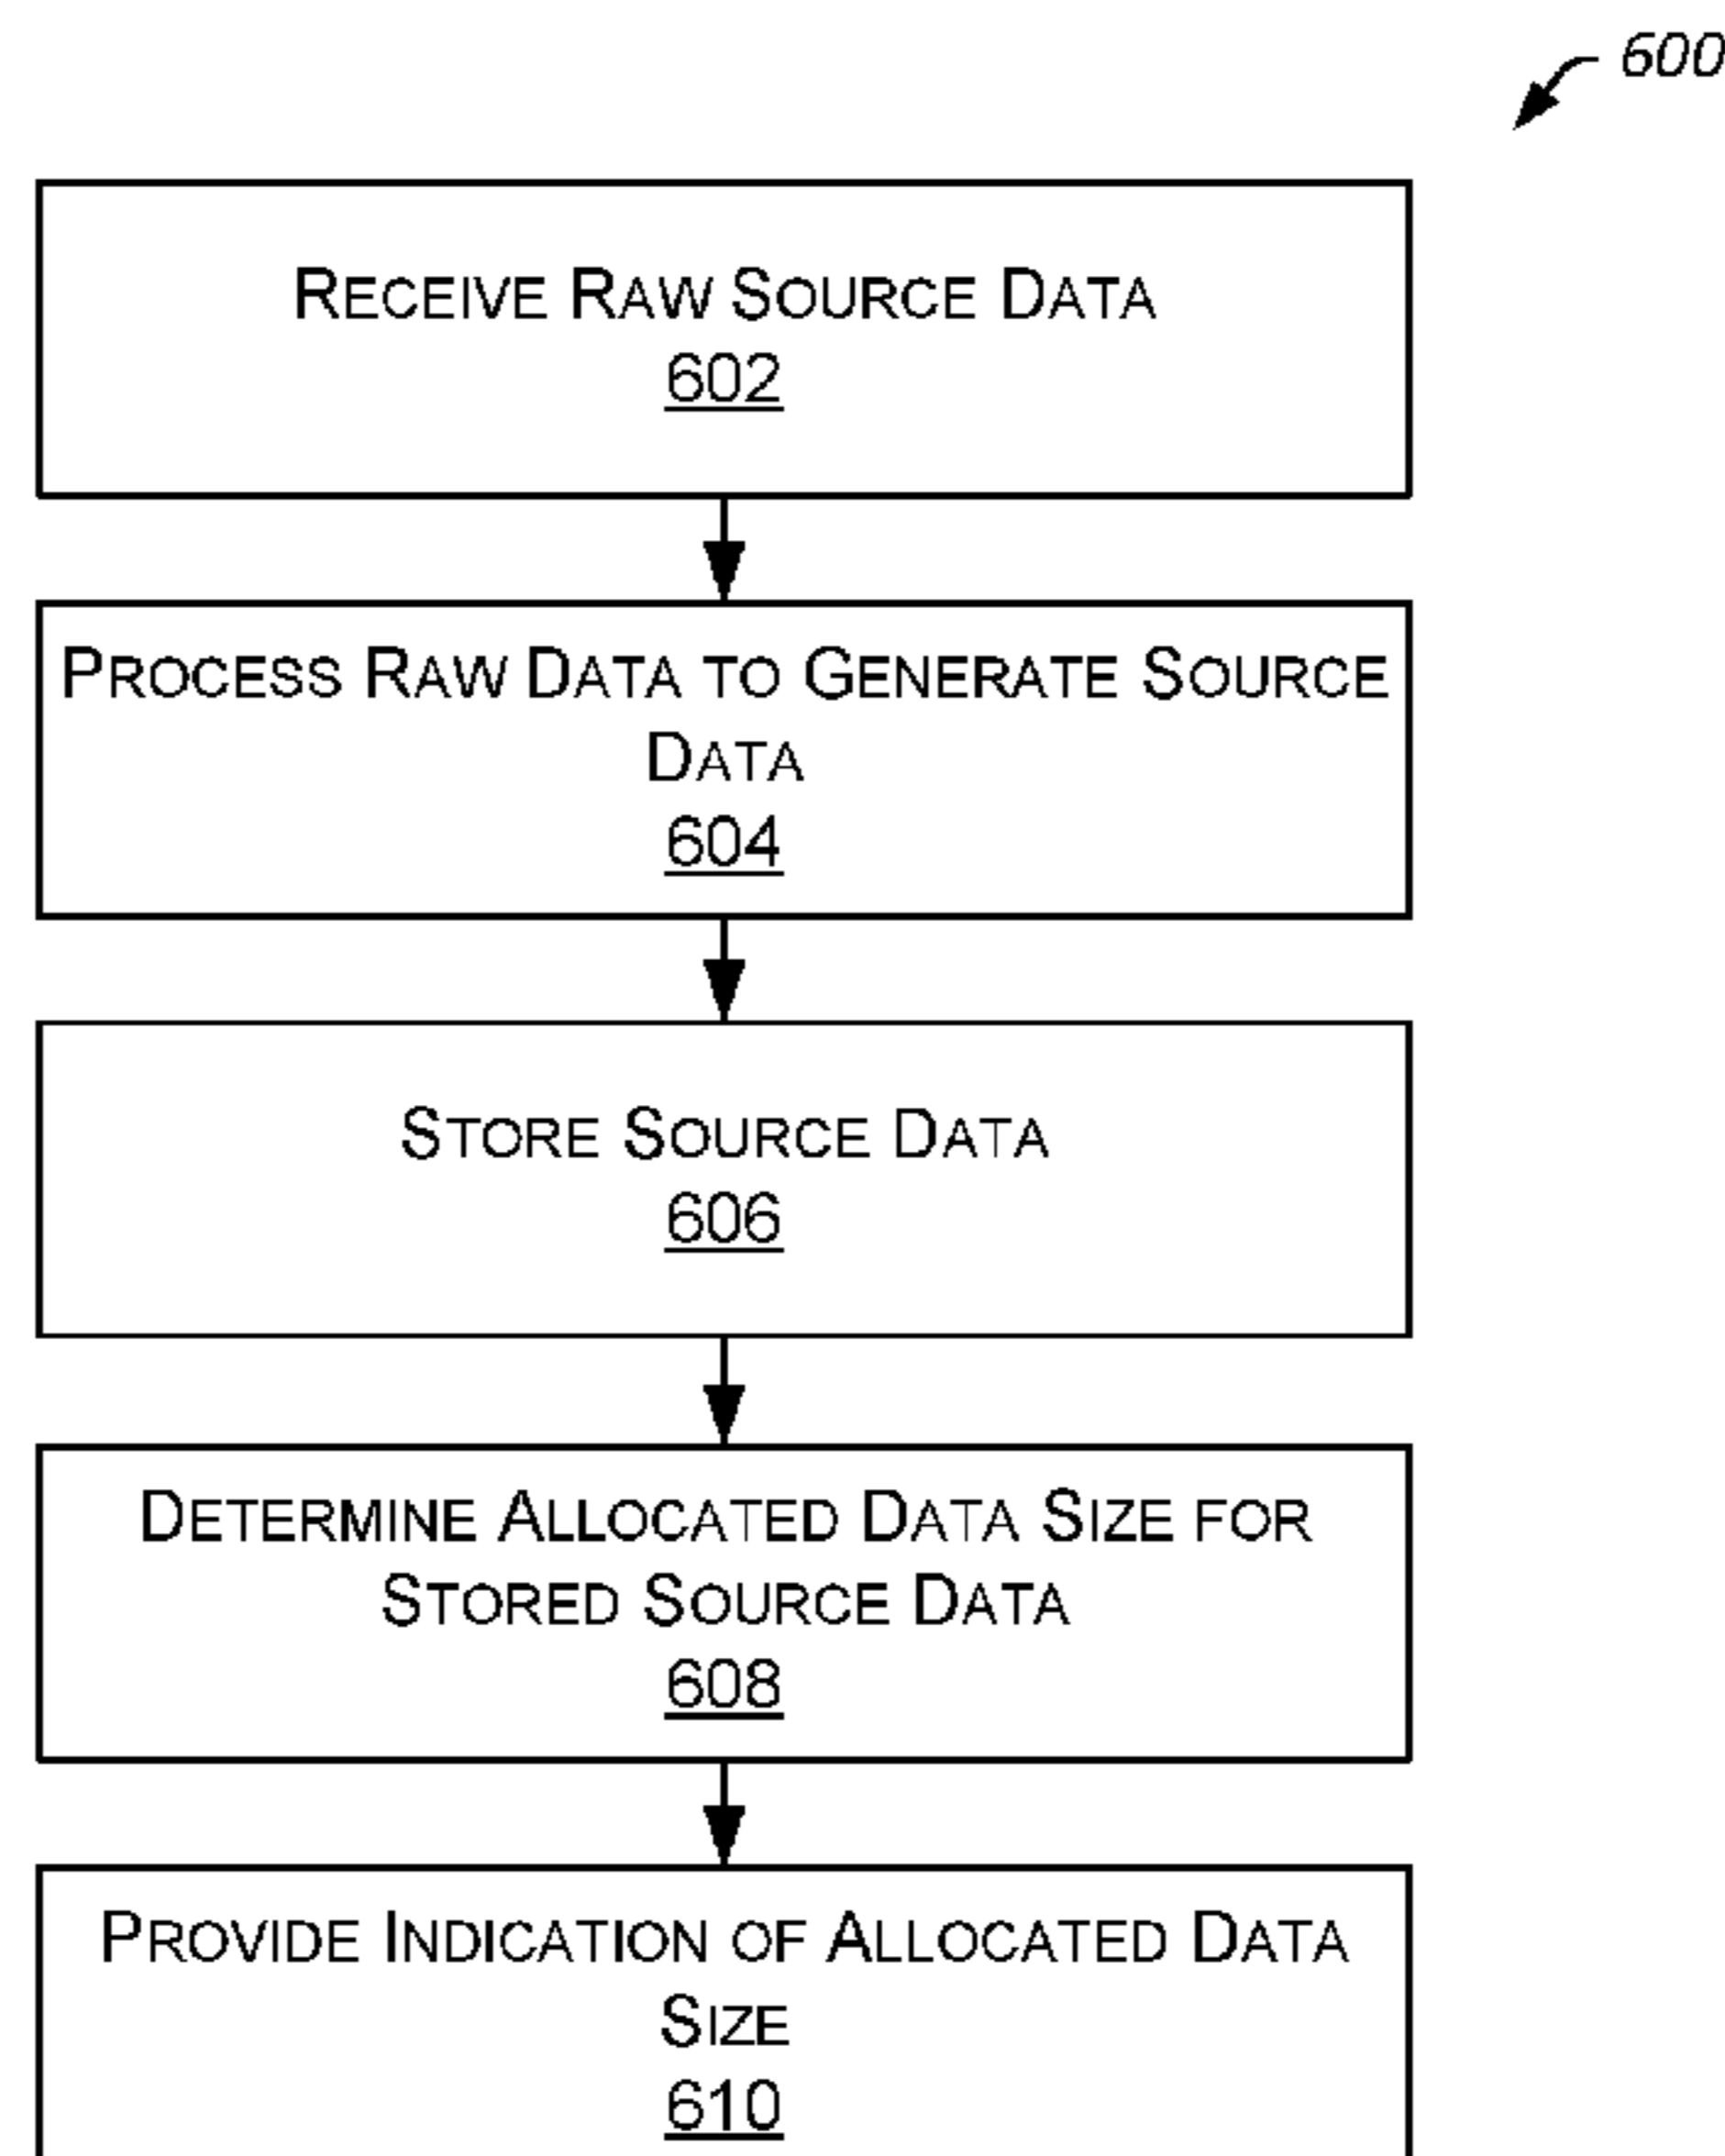 600
RECEIVE RAW SOURCE DATA
602
PROCESS RAW DATA TO GENERATE SOURCE
DATA
604
STORE SOURCE DATA
606
DETERMINE ALLOCATED DATA SIZE FOR
STORED SOURCE DATA
608
PROVIDE INDICATION OF ALLOCATED DATA
SIZE
610